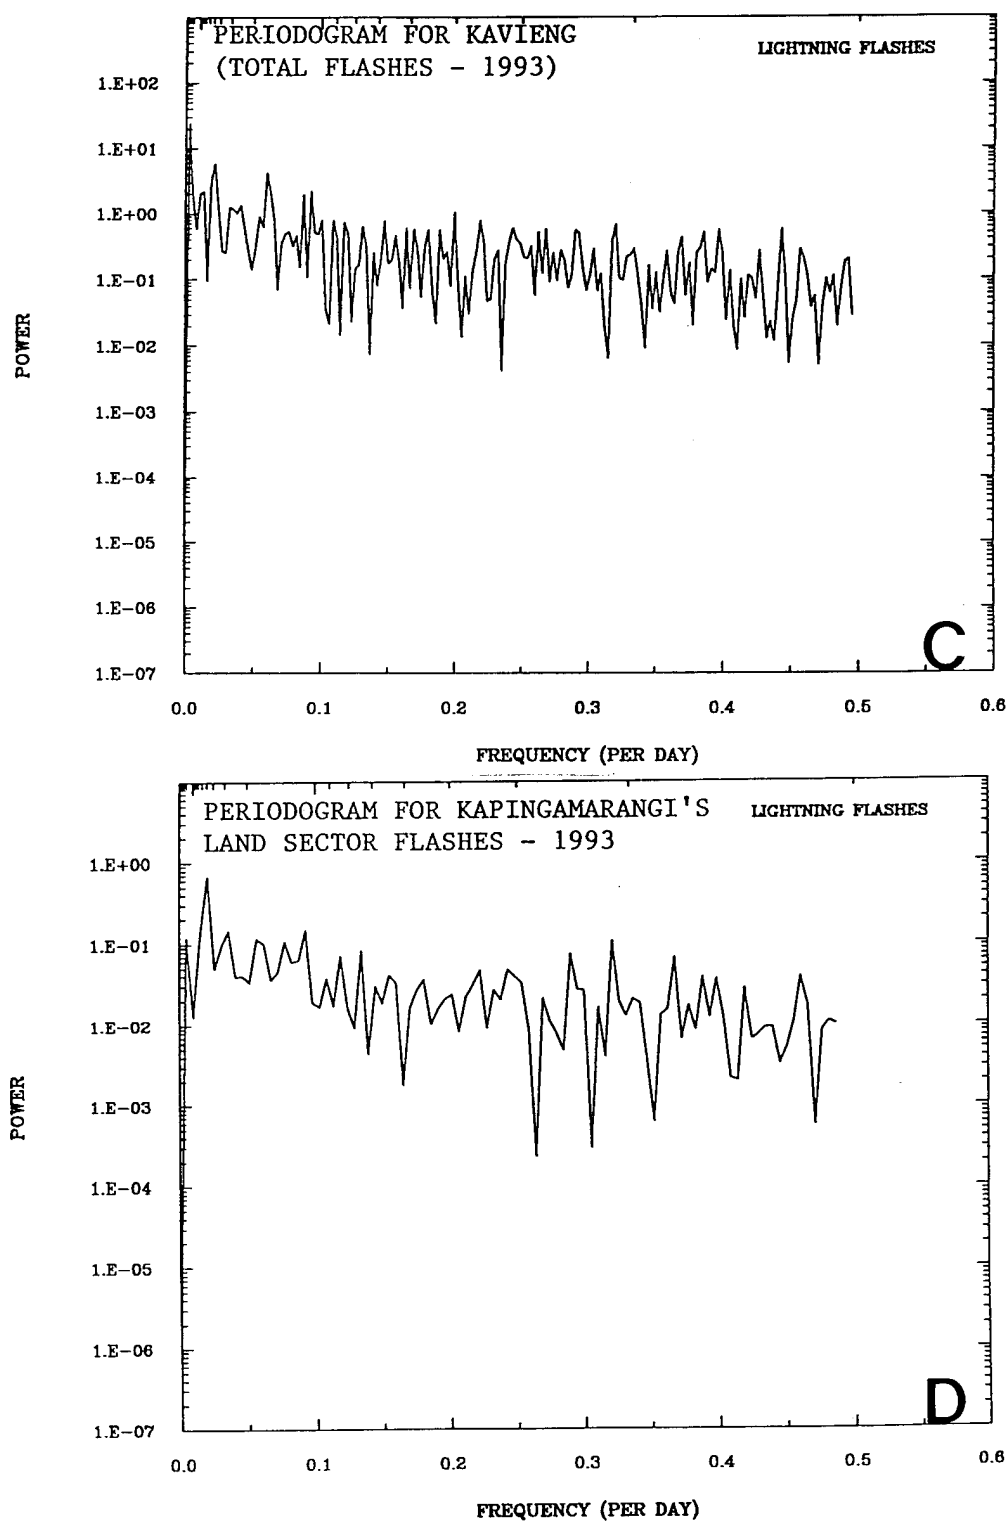 PERIODOGRAM FOR KAVIENG
(TOTAL FLASHES - 1993)
LIGHTNING FLASHES
1.E+02
1.E+01
1.E+00
1.E-01
1.E-02
1.E-03
1.E-04
1.E-05
1.E-06
1.E-07
POWER
C
0.0 0.1 0.2 0.3 0.4 0.5 0.6
FREQUENCY (PER DAY)
PERIODOGRAM FOR KAPINGAMARANGI'S
LAND SECTOR FLASHES - 1993
LIGHTNING FLASHES
1.E+00
1.E-01
1.E-02
1.E-03
1.E-04
1.E-05
1.E-06
1.E-07
POWER
D
0.0 0.1 0.2 0.3 0.4 0.5 0.6
FREQUENCY (PER DAY)